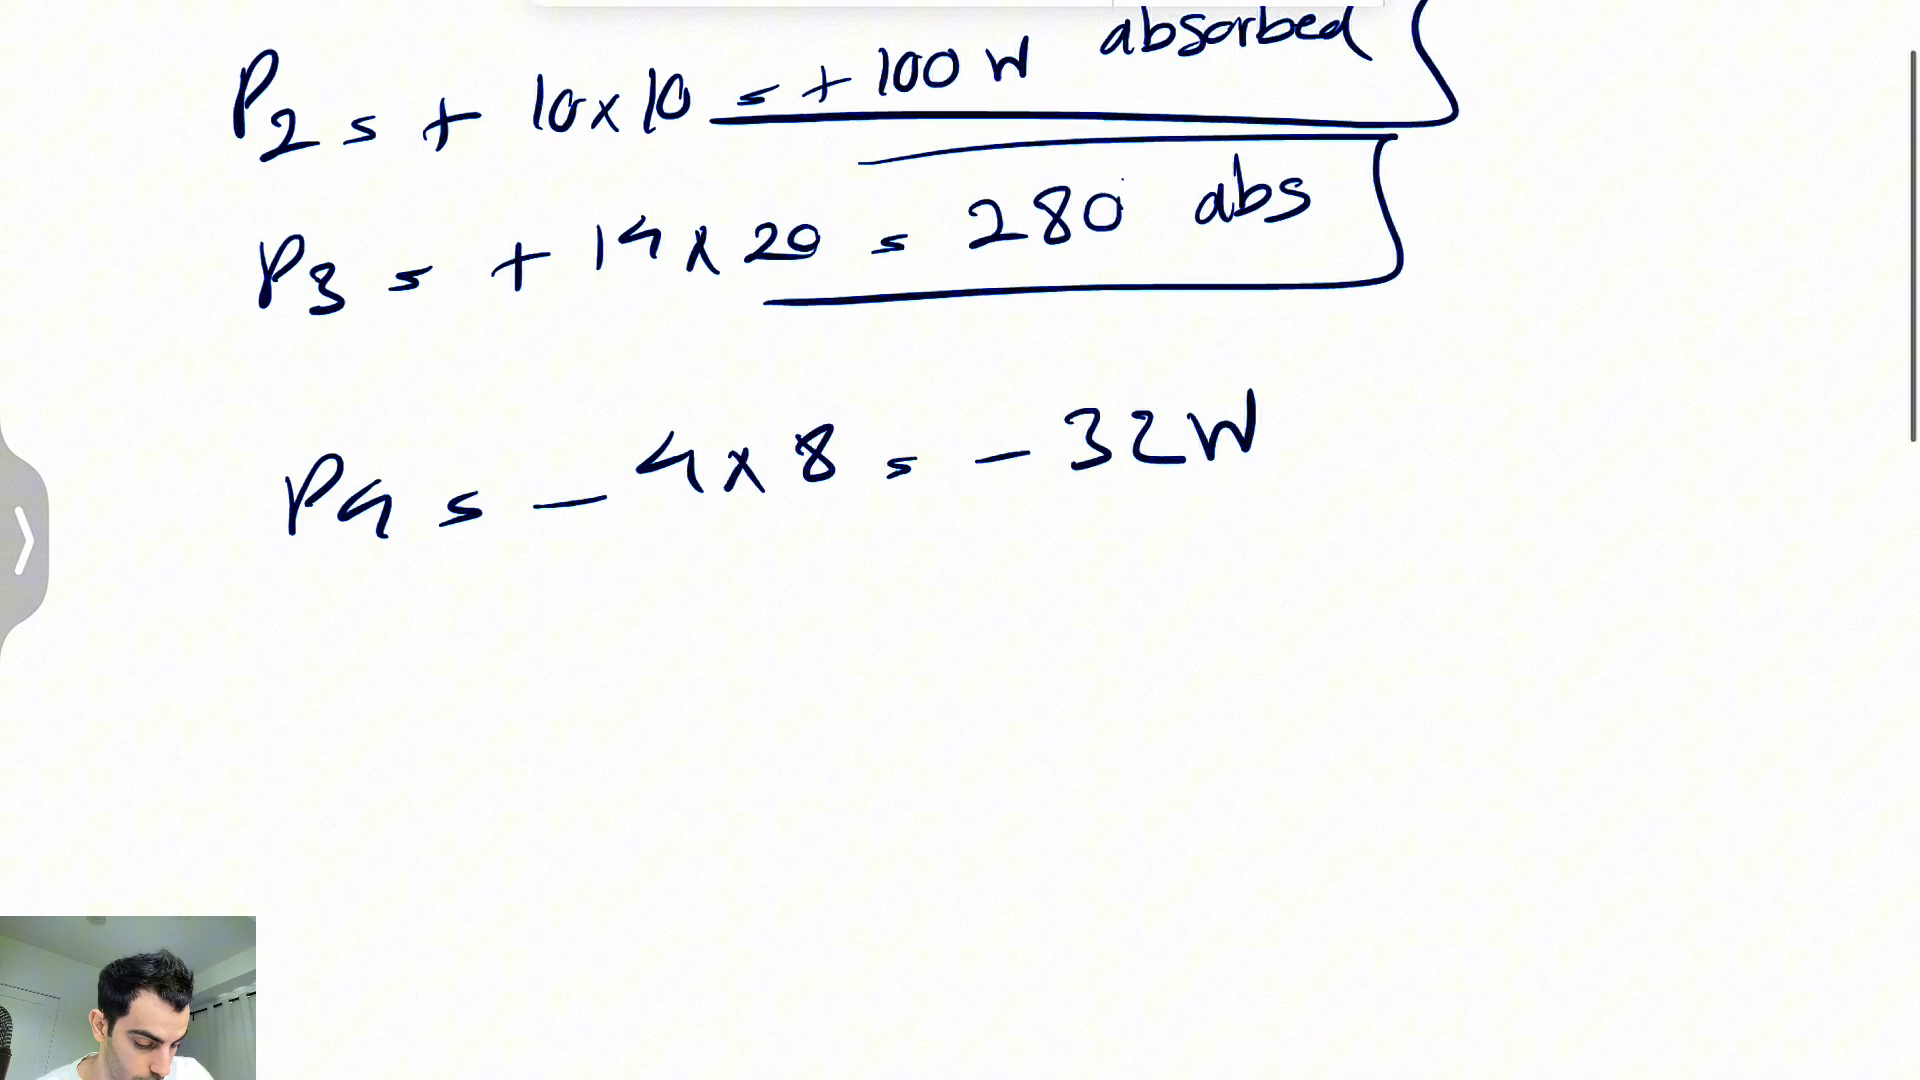 P2 = + 10x10 = + 100 W absorbed
P3 = + 14 x 20 = 280 abs
P4 = - 4 x 8 = - 32 W